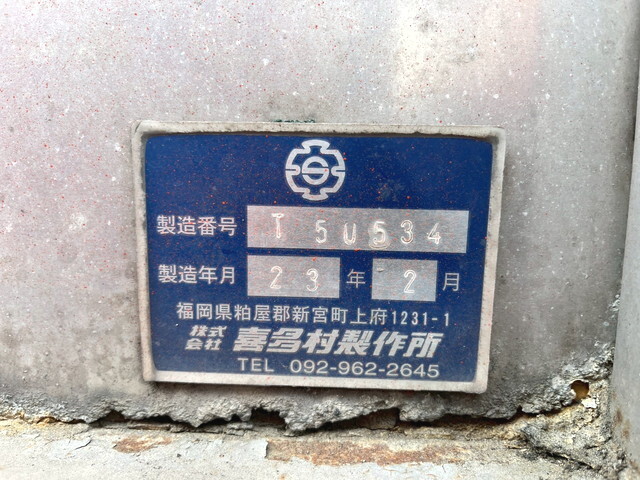 製造番号 T 5U534
製造年月 23 年 2 月
福岡県粕屋郡新宮町上府1231-1
株式会社 喜多村製作所
TEL 092-962-2645